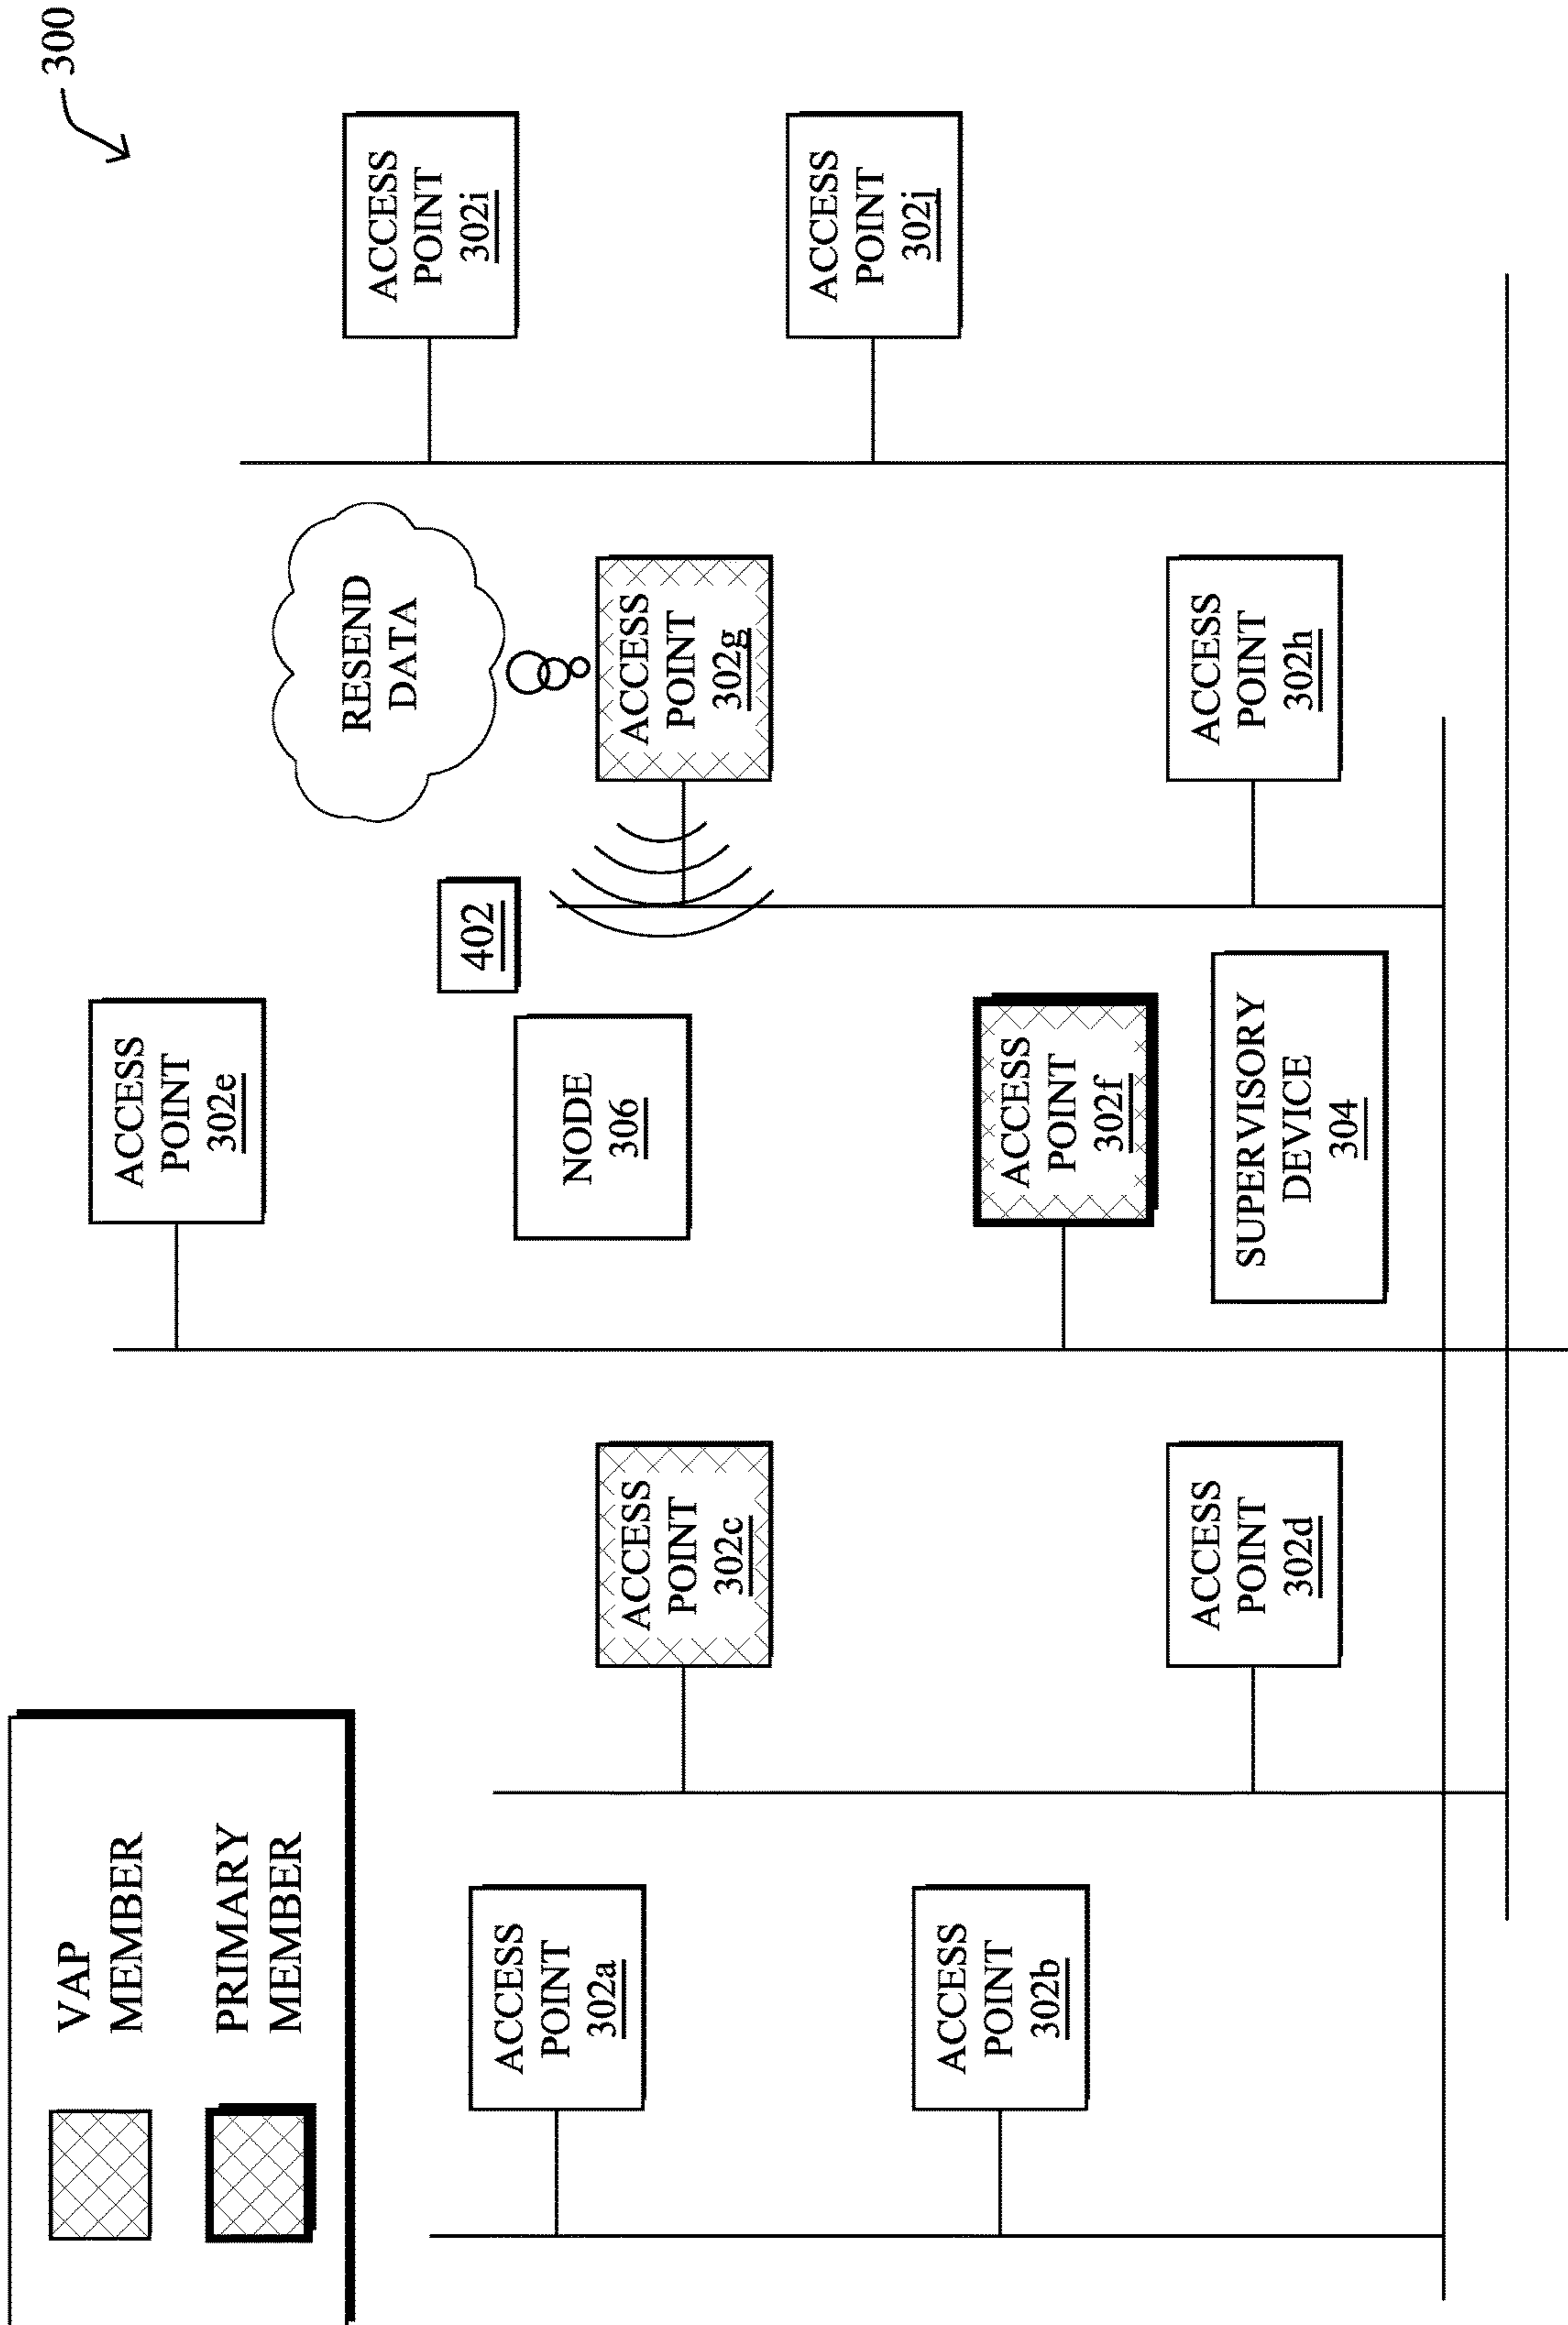 300
VAP
MEMBER
PRIMARY
MEMBER
ACCESS
POINT
302e
RESEND
DATA
ACCESS
POINT
302i
402
ACCESS
POINT
302a
NODE
306
ACCESS
POINT
302c
ACCESS
POINT
302g
ACCESS
POINT
302j
ACCESS
POINT
302b
ACCESS
POINT
302f
ACCESS
POINT
302d
SUPERVISORY
DEVICE
304
ACCESS
POINT
302h